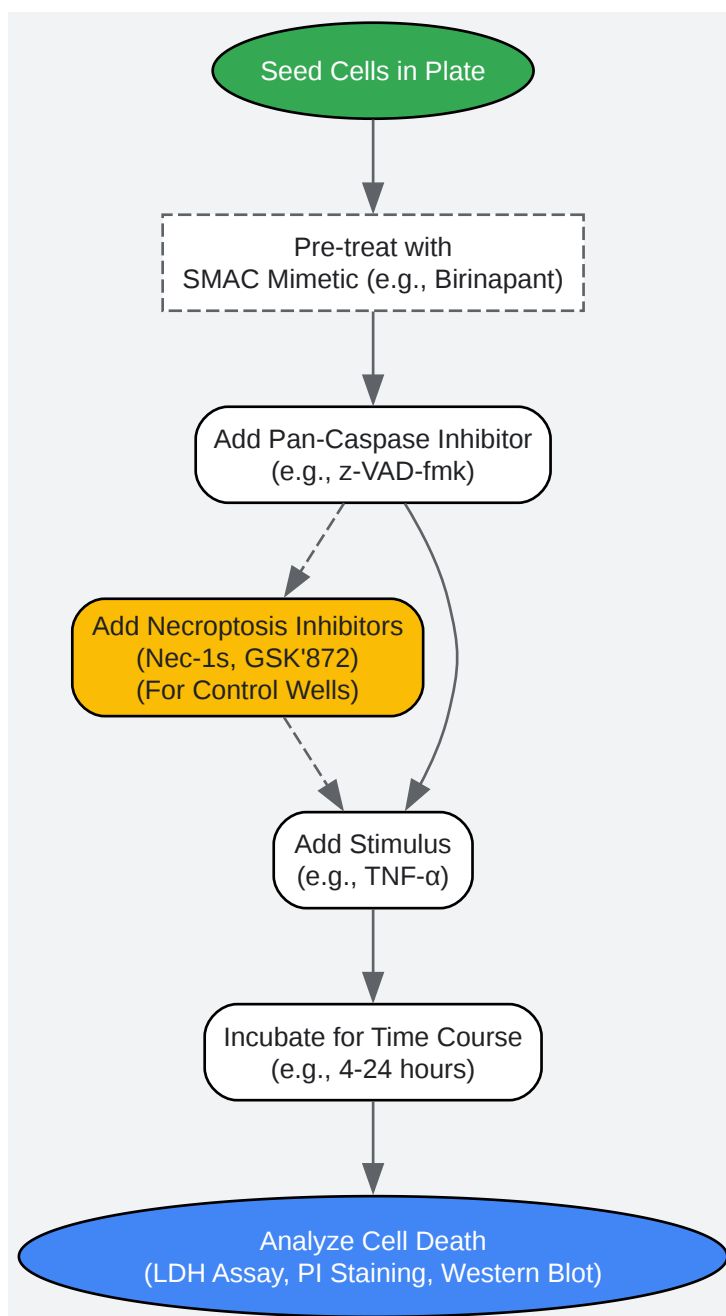 Seed Cells in Plate
Pre-treat with
SMAC Mimetic (e.g., Birinapant)
Add Pan-Caspase Inhibitor
(e.g., z-VAD-fmk)
Add Necroptosis Inhibitors
(Nec-1s, GSK'872)
(For Control Wells)
Add Stimulus
(e.g., TNF-α)
Incubate for Time Course
(e.g., 4-24 hours)
Analyze Cell Death
(LDH Assay, PI Staining, Western Blot)